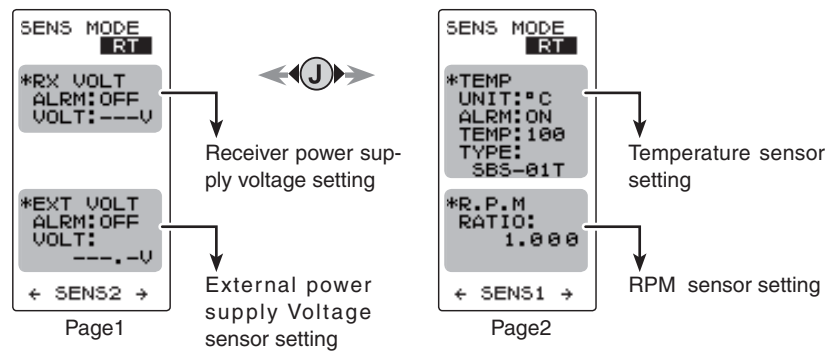 SENS MODE
RT
*RX VOLT
ALRM:OFF
VOLT:---V
*EXT VOLT
ALRM:OFF
VOLT:
---.-V
← SENS2 →
Page1
Receiver power sup-
ply voltage setting
External power
supply Voltage
sensor setting
J
SENS MODE
RT
*TEMP
UNIT:°C
ALRM:ON
TEMP:100
TYPE:
SBS-01T
*R.P.M
RATIO:
1.000
← SENS1 →
Page2
Temperature sensor
setting
RPM sensor setting